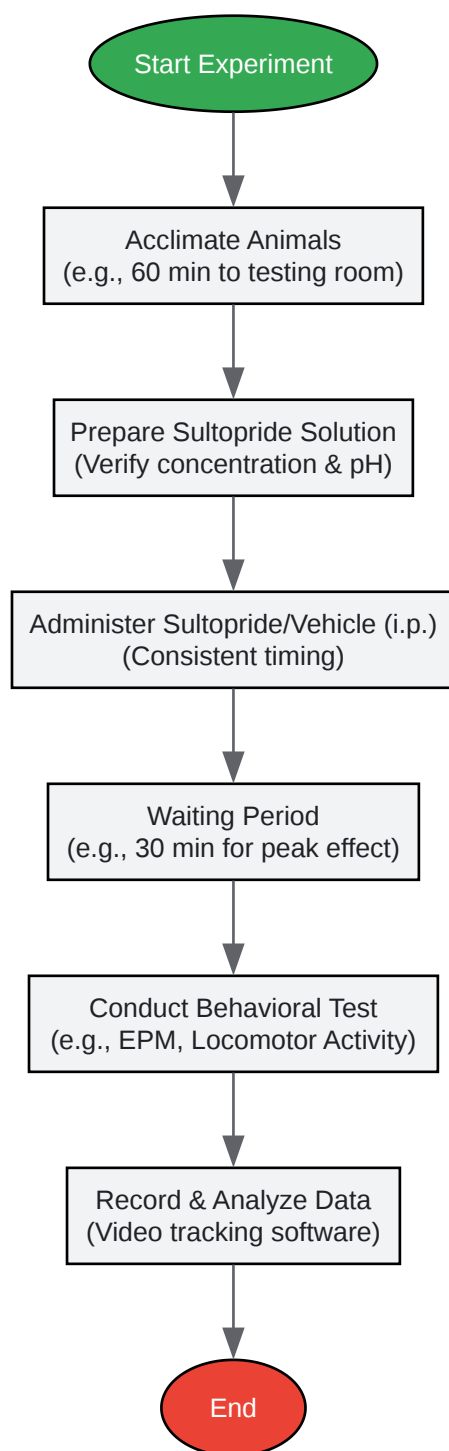 Start Experiment
Acclimate Animals
(e.g., 60 min to testing room)
Prepare Sultopride Solution
(Verify concentration & pH)
Administer Sultopride/Vehicle (i.p.)
(Consistent timing)
Waiting Period
(e.g., 30 min for peak effect)
Conduct Behavioral Test
(e.g., EPM, Locomotor Activity)
Record & Analyze Data
(Video tracking software)
End